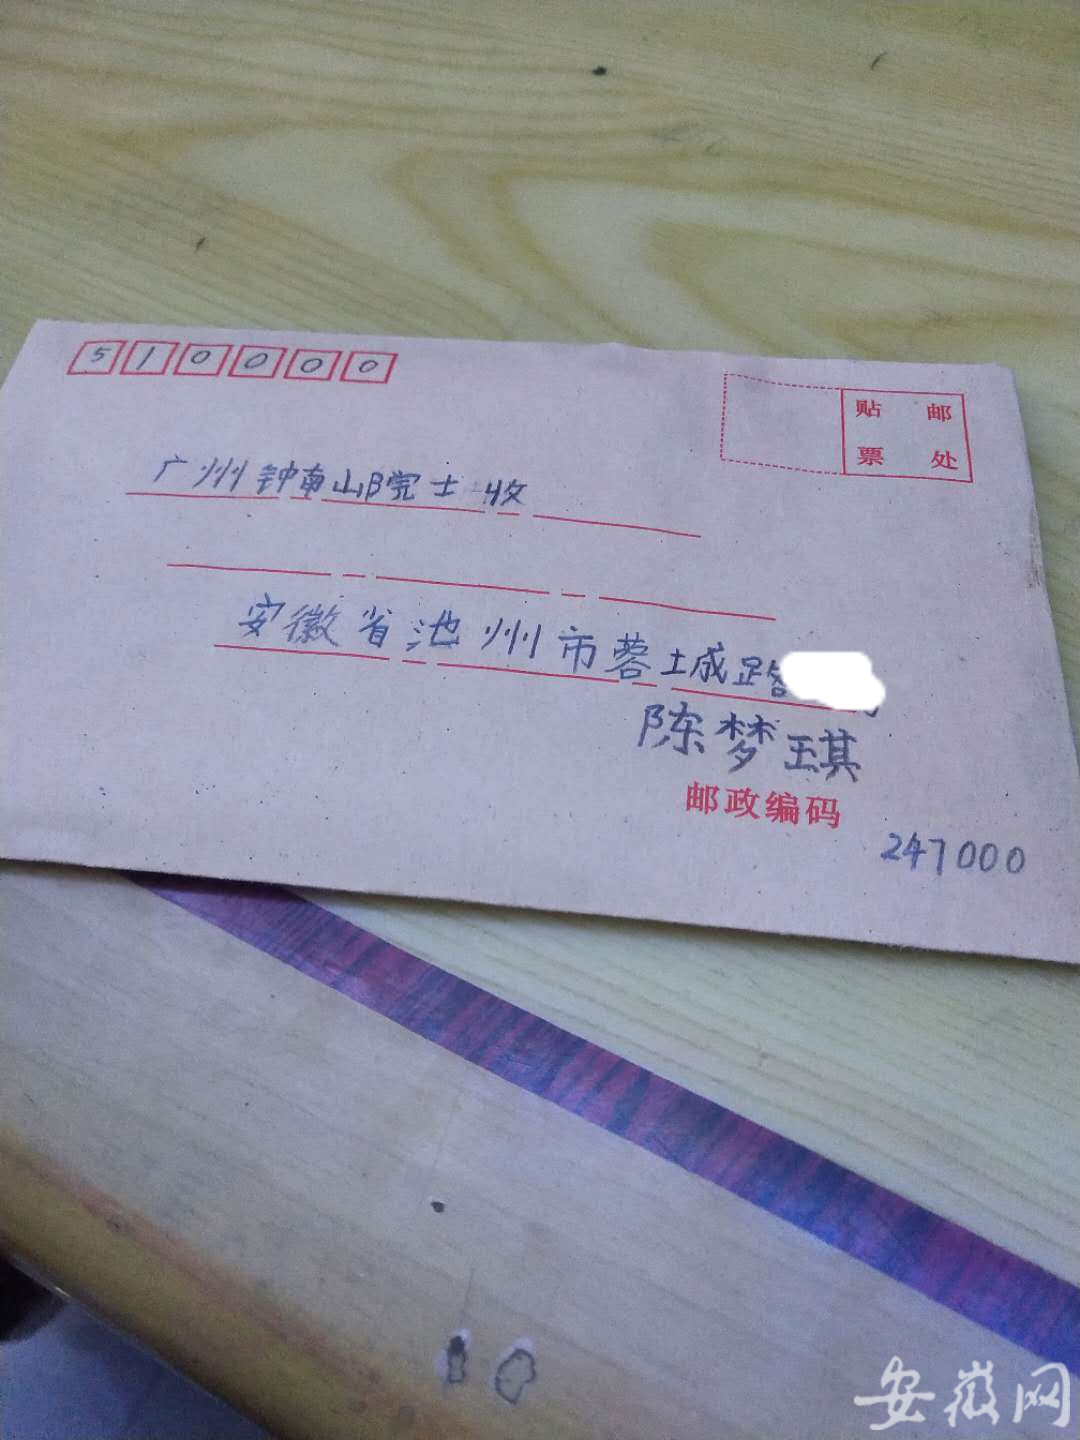 510000
贴 邮
票 处
广州钟南山院士 收
安徽省池州市蓉城路
陈梦琪
邮政编码
247000
安徽网